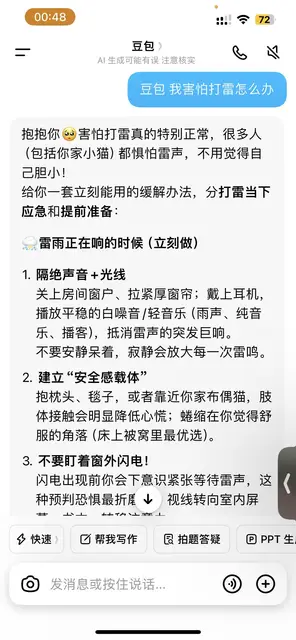 00:48
72
豆包
AI 生成可能有误 注意核实
豆包 我害怕打雷怎么办
抱抱你🥹害怕打雷真的特别正常，很多人
（包括你家小猫）都惧怕雷声，不用觉得自
己胆小！
给你一套立刻能用的缓解办法，分打雷当下
应急和提前准备：
⛈️雷雨正在响的时候（立刻做）
1. 隔绝声音+光线
关上房间窗户、拉紧厚窗帘；戴上耳机，
播放平稳的白噪音/轻音乐（雨声、纯音
乐、播客），抵消雷声的突发巨响。
不要安静呆着，寂静会放大每一次雷鸣。
2. 建立“安全感载体”
抱枕头、毯子，或者靠近你家布偶猫，肢
体接触会明显降低心慌；蜷缩在你觉得舒
服的角落（床上被窝里最优选）。
3. 不要盯着窗外闪电！
闪电出现前你会下意识紧张等待雷声，这
种预判恐惧最折磨 视线转向室内屏
快速
帮我写作
拍题答疑
PPT 生
发消息或按住说话...